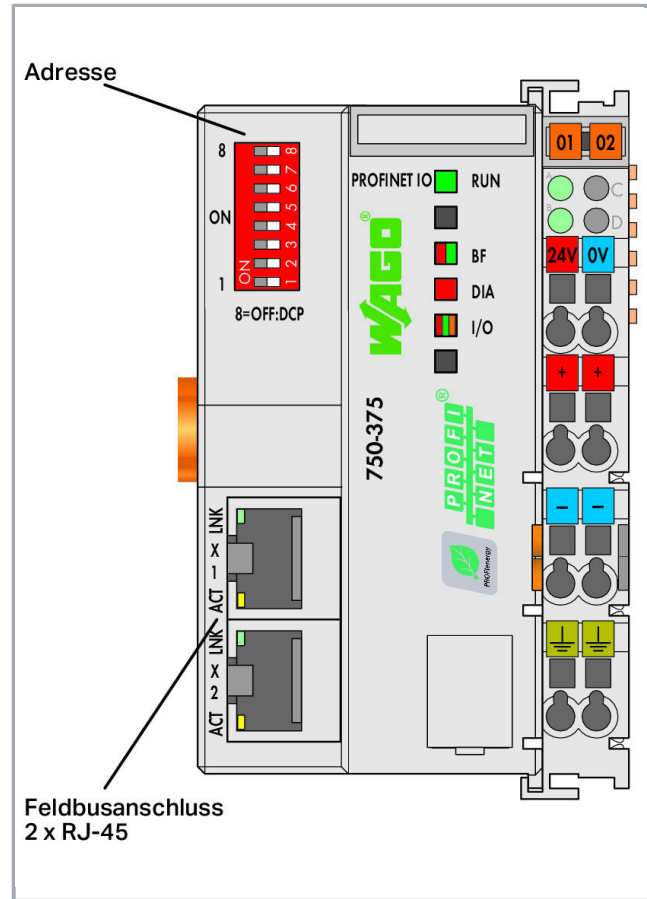 Adresse
8
ON
1
ON
8
7
6
5
4
3
2
1
8=OFF:DCP
PROFINET IO
RUN
BF
DIA
I/O
WAGO®
750-375
PROFI
NET®
PROFIenergy
LNK
X
1
ACT
LNK
X
2
ACT
01
02
A
C
B
D
24V
0V
+
+
−
−
Feldbusanschluss
2 x RJ-45